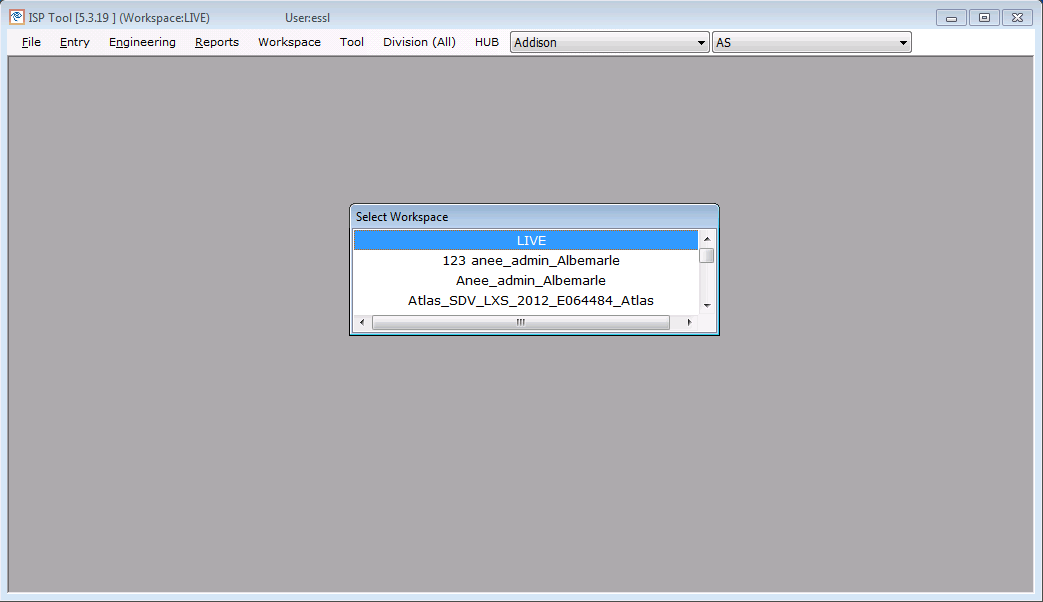 ISP Tool [5.3.19 ] (Workspace:LIVE) User:essl
File Entry Engineering Reports Workspace Tool Division (All) HUB Addison AS
Select Workspace
LIVE
123 anee_admin_Albemarle
Anee_admin_Albemarle
Atlas_SDV_LXS_2012_E064484_Atlas